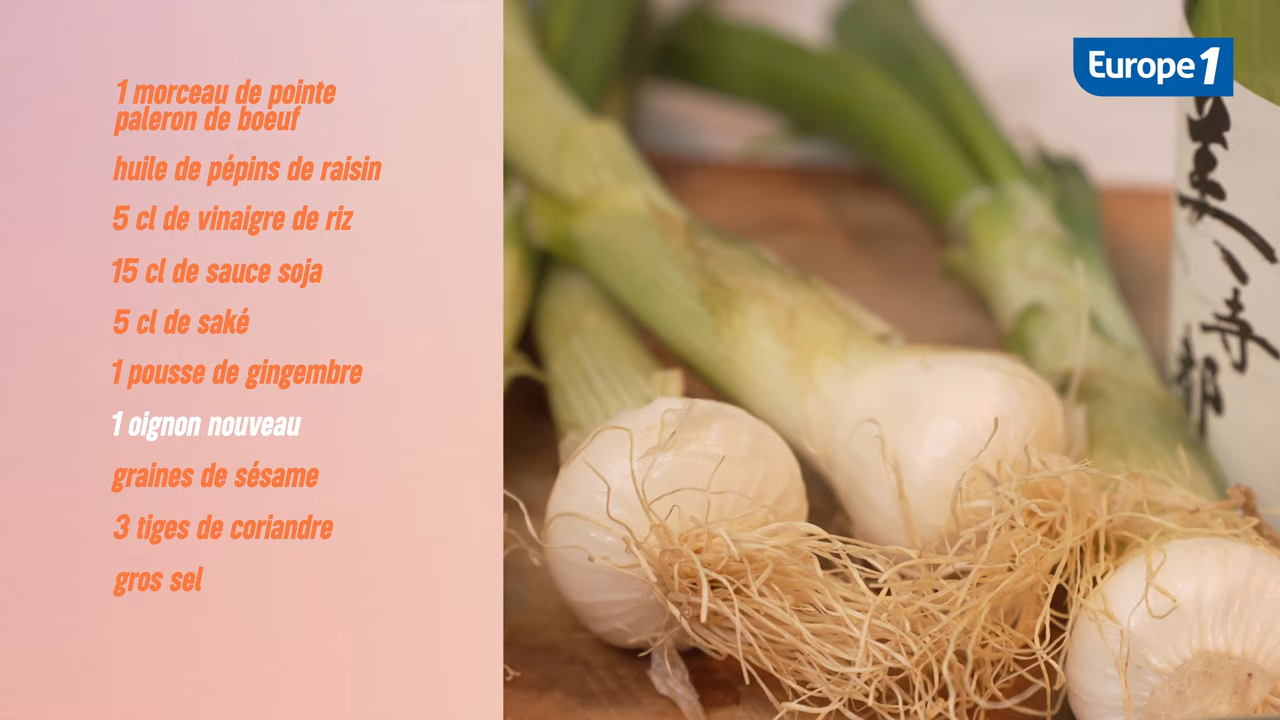 1 morceau de pointe
paleron de boeuf
huile de pépins de raisin
5 cl de vinaigre de riz
15 cl de sauce soja
5 cl de saké
1 pousse de gingembre
1 oignon nouveau
graines de sésame
3 tiges de coriandre
gros sel
Europe 1